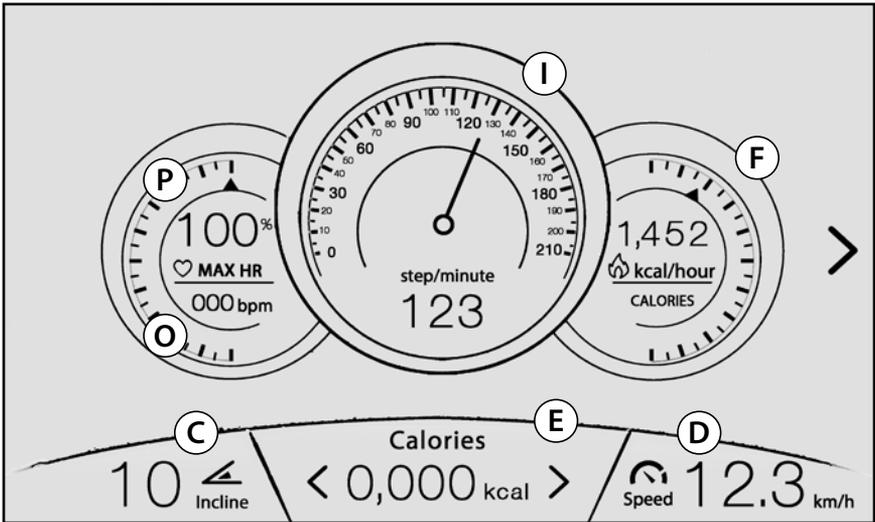 I
F
P
0 10 20 30 40 50 60 70 80 90 100 110 120 130 140 150 160 170 180 190 200 210
100%
MAX HR
000 bpm
O
step/minute
123
1,452
kcal/hour
CALORIES
>
C
10 Incline
E
Calories
< 0,000 kcal >
D
Speed 12.3 km/h